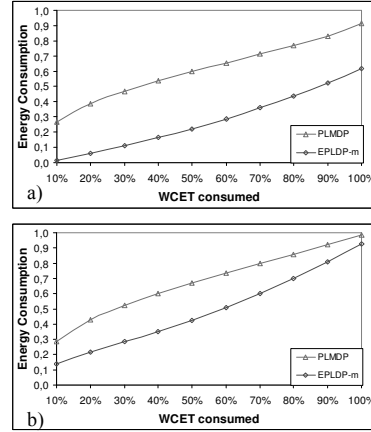 1,0
0,9
0,8
0,7
0,6
0,5
0,4
0,3
0,2
0,1
0,0
Energy Consumption
PLMDP
EPLDP-m
10% 20% 30% 40% 50% 60% 70% 80% 90% 100%
a) WCET consumed
1,0
0,9
0,8
0,7
0,6
0,5
0,4
0,3
0,2
0,1
0,0
Energy Consumption
PLMDP
EPLDP-m
10% 20% 30% 40% 50% 60% 70% 80% 90% 100%
b) WCET consumed